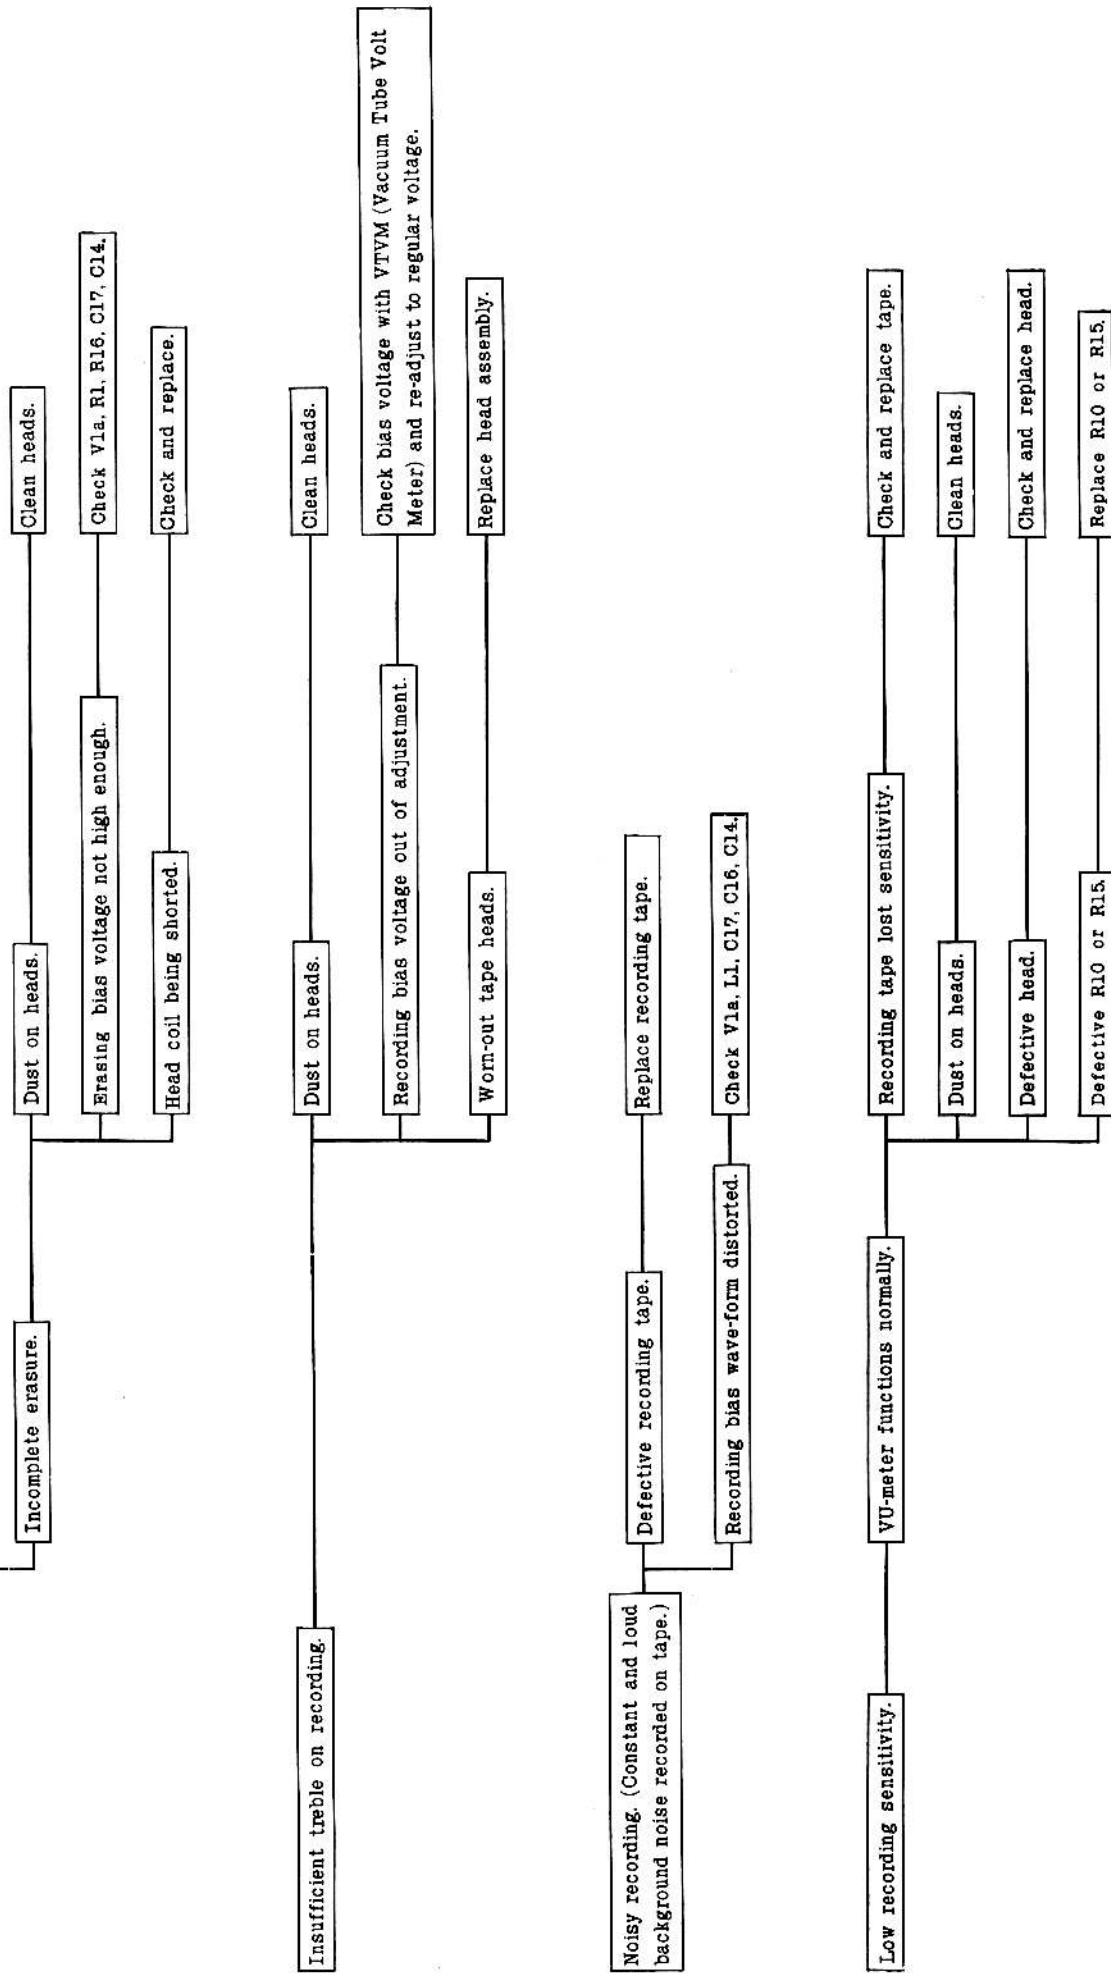 Incomplete erasure.
Dust on heads.
Clean heads.
Erasing bias voltage not high enough.
Check V1a, R1, R16, C17, C14.
Head coil being shorted.
Check and replace.
Insufficient treble on recording.
Dust on heads.
Clean heads.
Recording bias voltage out of adjustment.
Check bias voltage with VTVM (Vacuum Tube Volt
Meter) and re-adjust to regular voltage.
Worn-out tape heads.
Replace head assembly.
Noisy recording. (Constant and loud
background noise recorded on tape.)
Defective recording tape.
Replace recording tape.
Recording bias wave-form distorted.
Check V1a, L1, C17, C16, C14.
Low recording sensitivity.
VU-meter functions normally.
Recording tape lost sensitivity.
Check and replace tape.
Dust on heads.
Clean heads.
Defective head.
Check and replace head.
Defective R10 or R15.
Replace R10 or R15.